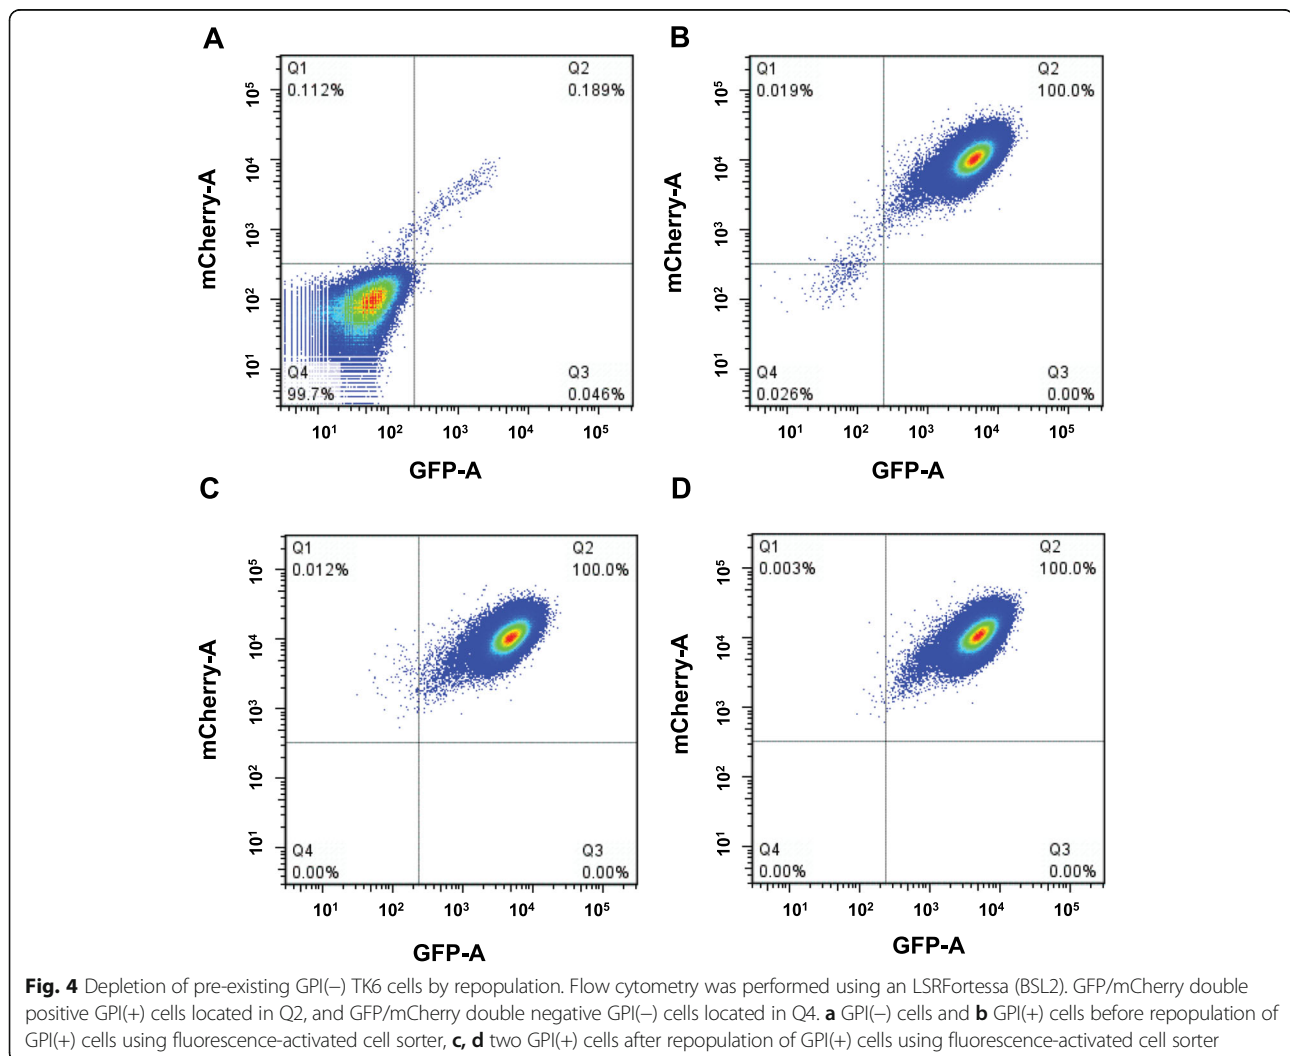 A
Q1
0.112%
Q2
0.189%
Q4
99.7%
Q3
0.046%
10⁵
10⁴
10³
10²
10¹
mCherry-A
10¹ 10² 10³ 10⁴ 10⁵
GFP-A
B
Q1
0.019%
Q2
100.0%
Q4
0.026%
Q3
0.00%
10⁵
10⁴
10³
10²
10¹
mCherry-A
10¹ 10² 10³ 10⁴ 10⁵
GFP-A
C
Q1
0.012%
Q2
100.0%
Q4
0.00%
Q3
0.00%
10⁵
10⁴
10³
10²
10¹
mCherry-A
10¹ 10² 10³ 10⁴ 10⁵
GFP-A
D
Q1
0.003%
Q2
100.0%
Q4
0.00%
Q3
0.00%
10⁵
10⁴
10³
10²
10¹
mCherry-A
10¹ 10² 10³ 10⁴ 10⁵
GFP-A
Fig. 4 Depletion of pre-existing GPI(−) TK6 cells by repopulation. Flow cytometry was performed using an LSRFortessa (BSL2). GFP/mCherry double
positive GPI(+) cells located in Q2, and GFP/mCherry double negative GPI(−) cells located in Q4. a GPI(−) cells and b GPI(+) cells before repopulation of
GPI(+) cells using fluorescence-activated cell sorter, c, d two GPI(+) cells after repopulation of GPI(+) cells using fluorescence-activated cell sorter